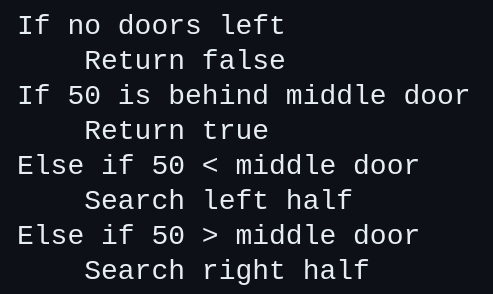 If no doors left
    Return false
If 50 is behind middle door
    Return true
Else if 50 < middle door
    Search left half
Else if 50 > middle door
    Search right half